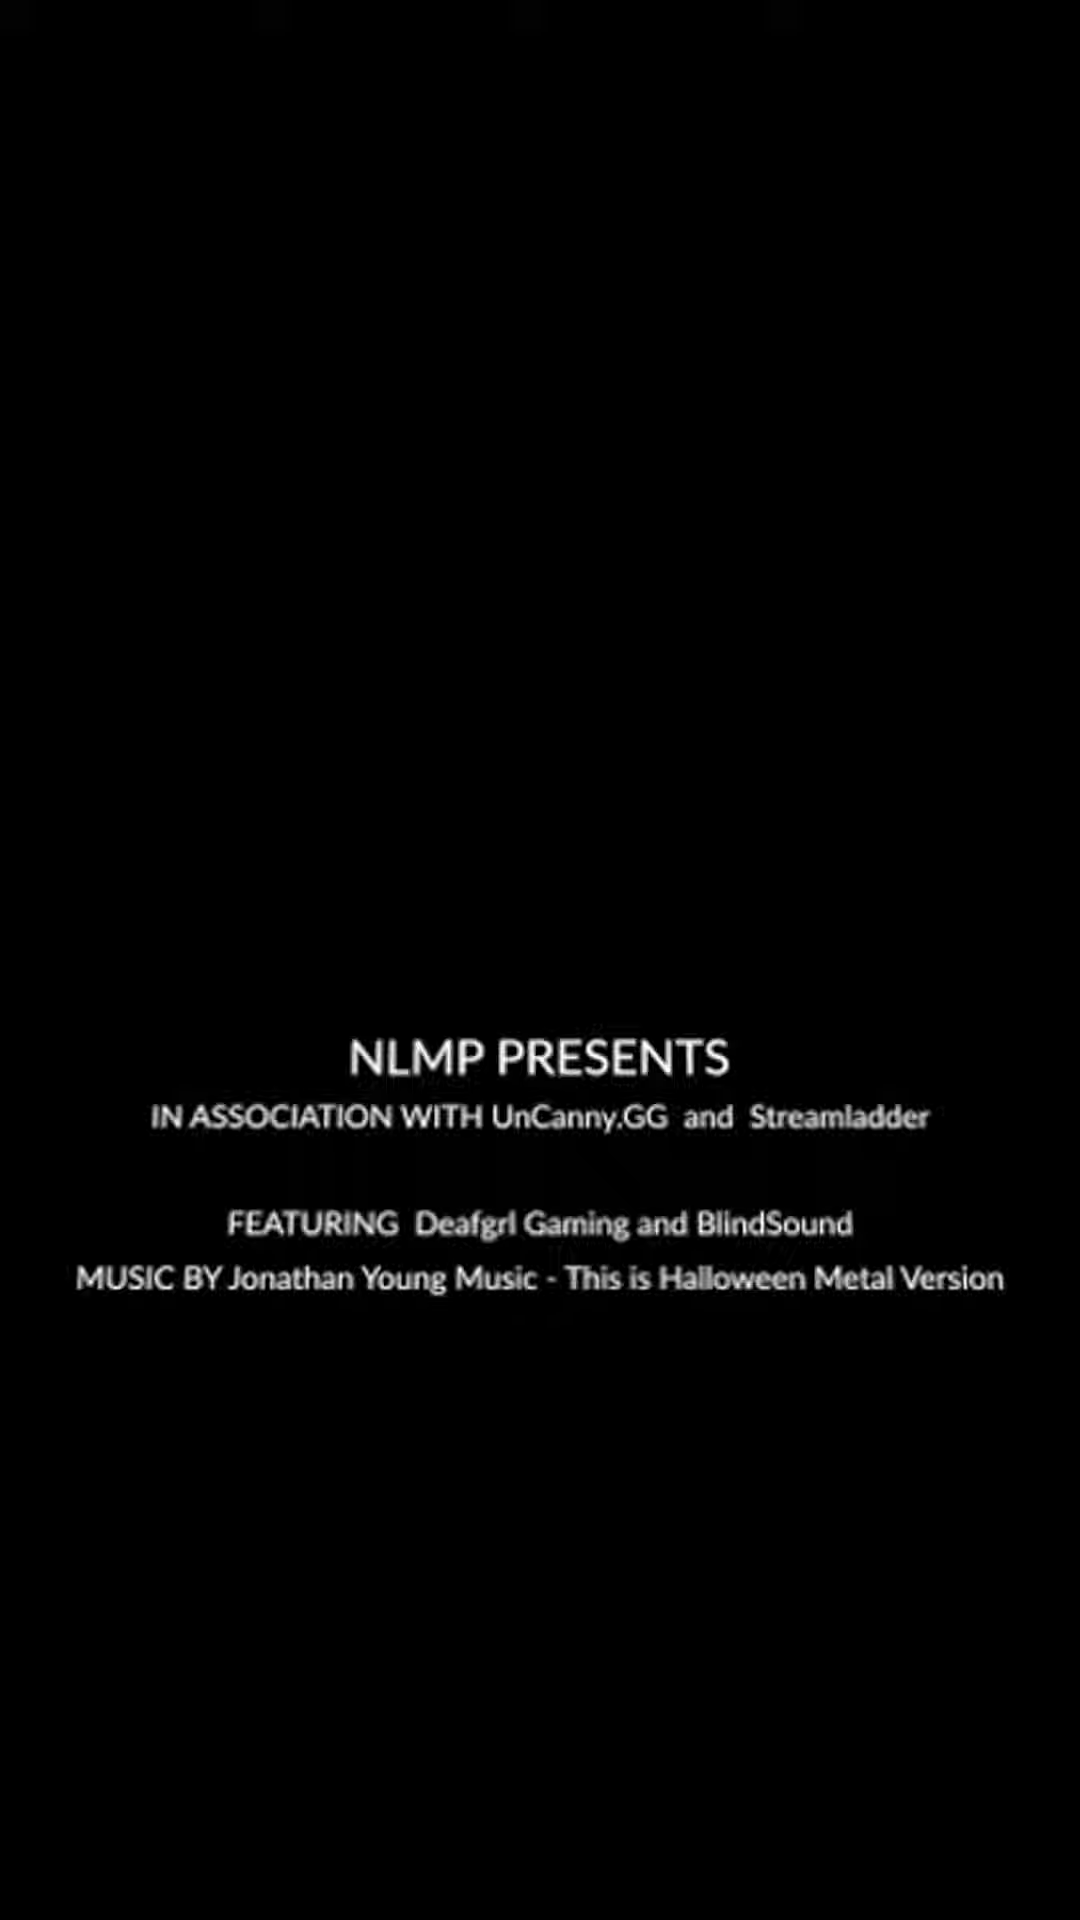 NLMP PRESENTS
IN ASSOCIATION WITH UnCanny.GG and Streamladder
FEATURING Deafgrl Gaming and BlindSound
MUSIC BY Jonathan Young Music - This is Halloween Metal Version